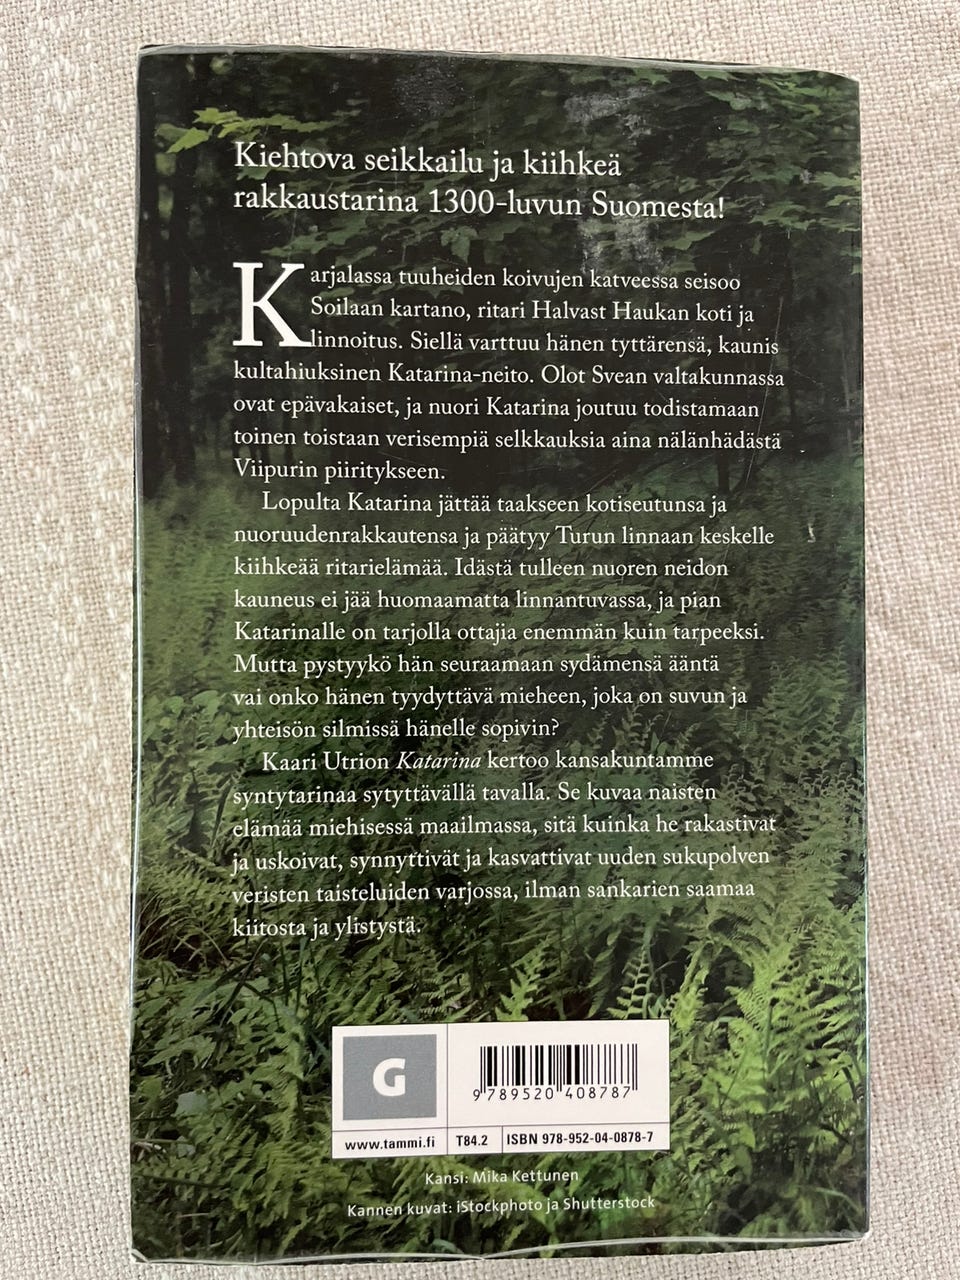 Kiehtova seikkailu ja kiihkeä
rakkaustarina 1300-luvun Suomesta!
Karjalassa tuuheiden koivujen katveessa seisoo
Soilaan kartano, ritari Halvast Haukan koti ja
linnoitus. Siellä varttuu hänen tyttärensä, kaunis
kultahiuksinen Katarina-neito. Olot Svean valtakunnassa
ovat epävakaiset, ja nuori Katarina joutuu todistamaan
toinen toistaan verisempiä selkkauksia aina nälänhädästä
Viipurin piiritykseen.
Lopulta Katarina jättää taakseen kotiseutunsa ja
nuoruudenrakkautensa ja päätyy Turun linnaan keskelle
kiihkeää ritarielämää. Idästä tulleen nuoren neidon
kauneus ei jää huomaamatta linnantuvassa, ja pian
Katarinalle on tarjolla ottajia enemmän kuin tarpeeksi.
Mutta pystyykö hän seuraamaan sydämensä ääntä
vai onko hänen tyydyttävä mieheen, joka on suvun ja
yhteisön silmissä hänelle sopivin?
Kaari Utrion Katarina kertoo kansakuntamme
syntytarinaa sytyttävällä tavalla. Se kuvaa naisten
elämää miehisessä maailmassa, sitä kuinka he rakastivat
ja uskoivat, synnyttivät ja kasvattivat uuden sukupolven
veristen taisteluiden varjossa, ilman sankarien saamaa
kiitosta ja ylistystä.
G
9 789520 408787
www.tammi.fi T84.2 ISBN 978-952-04-0878-7
Kansi: Mika Kettunen
Kannen kuvat: iStockphoto ja Shutterstock